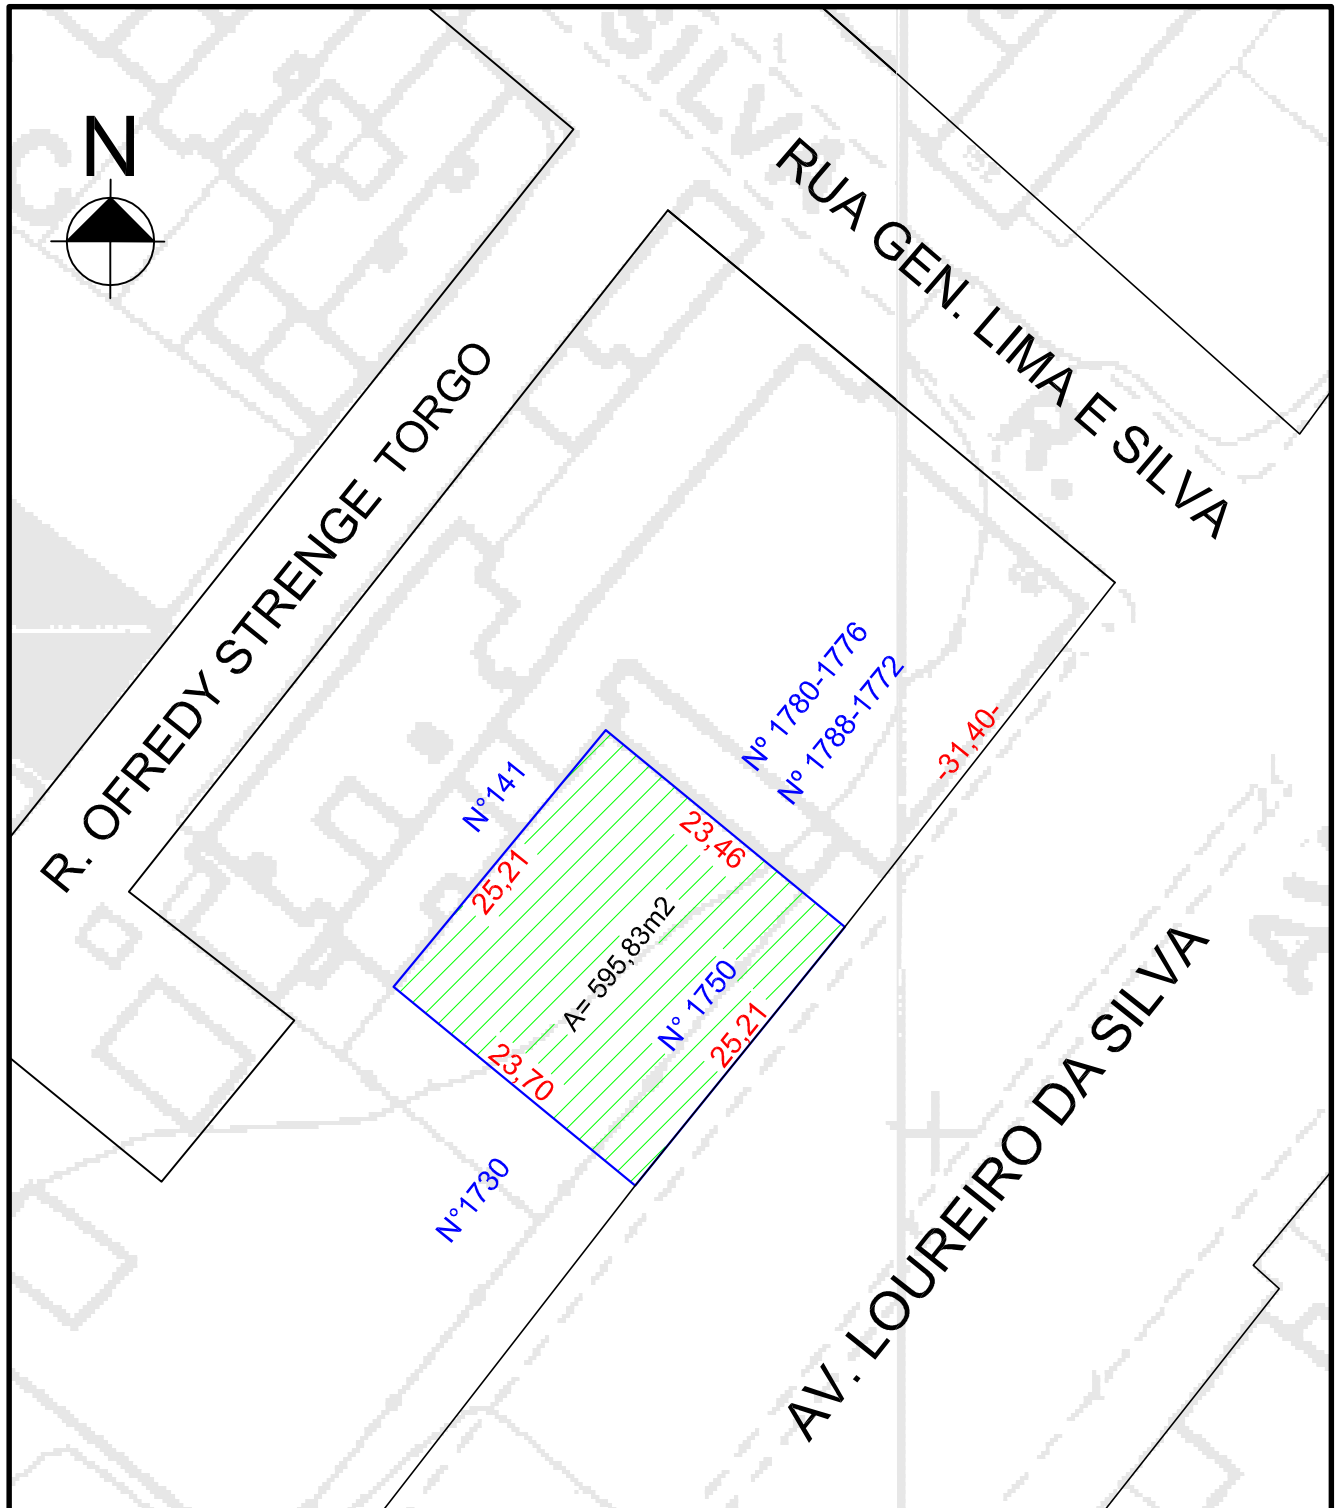 SILVA
C
N
RUA GEN. LIMA E SILVA
R.
R. OFREDY STRENGE TORGO
Nº 1780-1776
Nº 1788-1772
-31,40-
N°141
23,46
25,21
A= 595,83m2
N° 1750
25,21
23,70
N°1730
AV. LOUREIRO DA SILVA